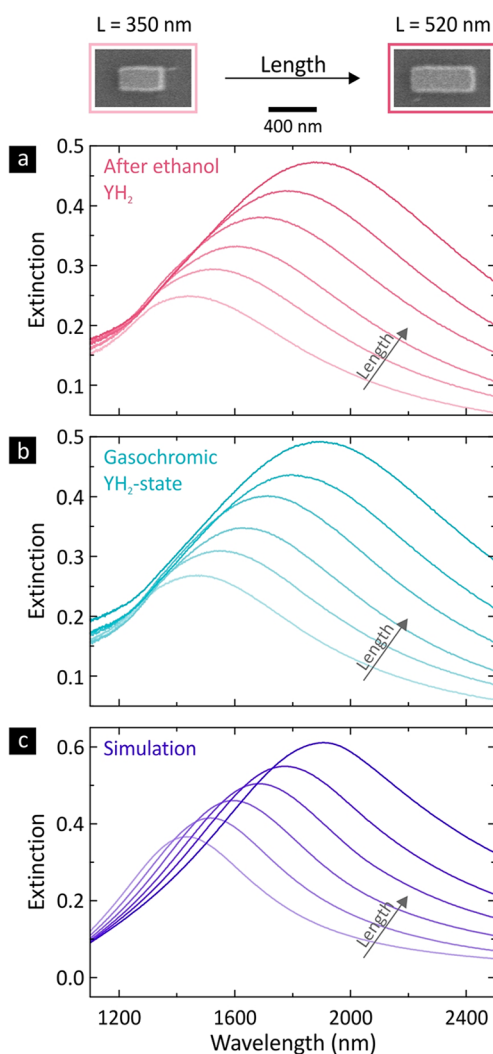 L = 350 nm
L = 520 nm
Length
400 nm
a
After ethanol
YH₂
Extinction
0.5
0.4
0.3
0.2
0.1
Length
b
Gasochromic
YH₂-state
Extinction
0.5
0.4
0.3
0.2
0.1
Length
c
Simulation
Extinction
0.6
0.4
0.2
0.0
Length
1200 1600 2000 2400
Wavelength (nm)